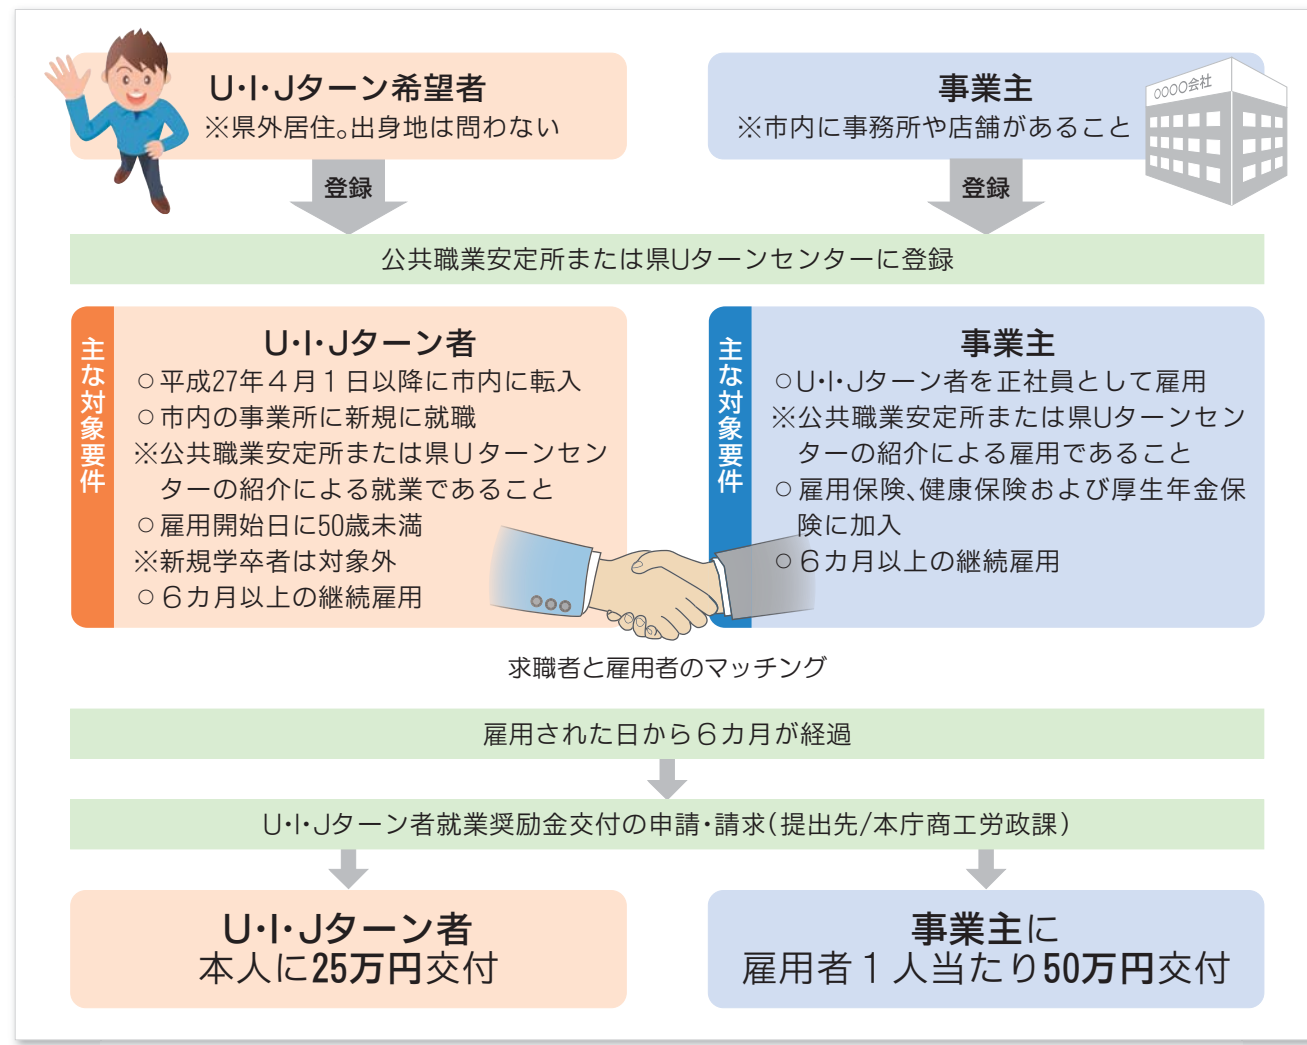 U・I・Jターン希望者
※県外居住。出身地は問わない
事業主
※市内に事務所や店舗があること
○○○○会社
登録
登録
公共職業安定所または県Uターンセンターに登録
主な対象要件
U・I・Jターン者
○平成27年4月1日以降に市内に転入
○市内の事業所に新規に就職
※公共職業安定所または県Uターンセン
ターの紹介による就業であること
○雇用開始日に50歳未満
※新規学卒者は対象外
○6カ月以上の継続雇用
主な対象要件
事業主
○U・I・Jターン者を正社員として雇用
※公共職業安定所または県Uターンセン
ターの紹介による雇用であること
○雇用保険、健康保険および厚生年金保
険に加入
○6カ月以上の継続雇用
求職者と雇用者のマッチング
雇用された日から6カ月が経過
U・I・Jターン者就業奨励金交付の申請・請求(提出先/本庁商工労政課)
U・I・Jターン者
本人に25万円交付
事業主に
雇用者1人当たり50万円交付